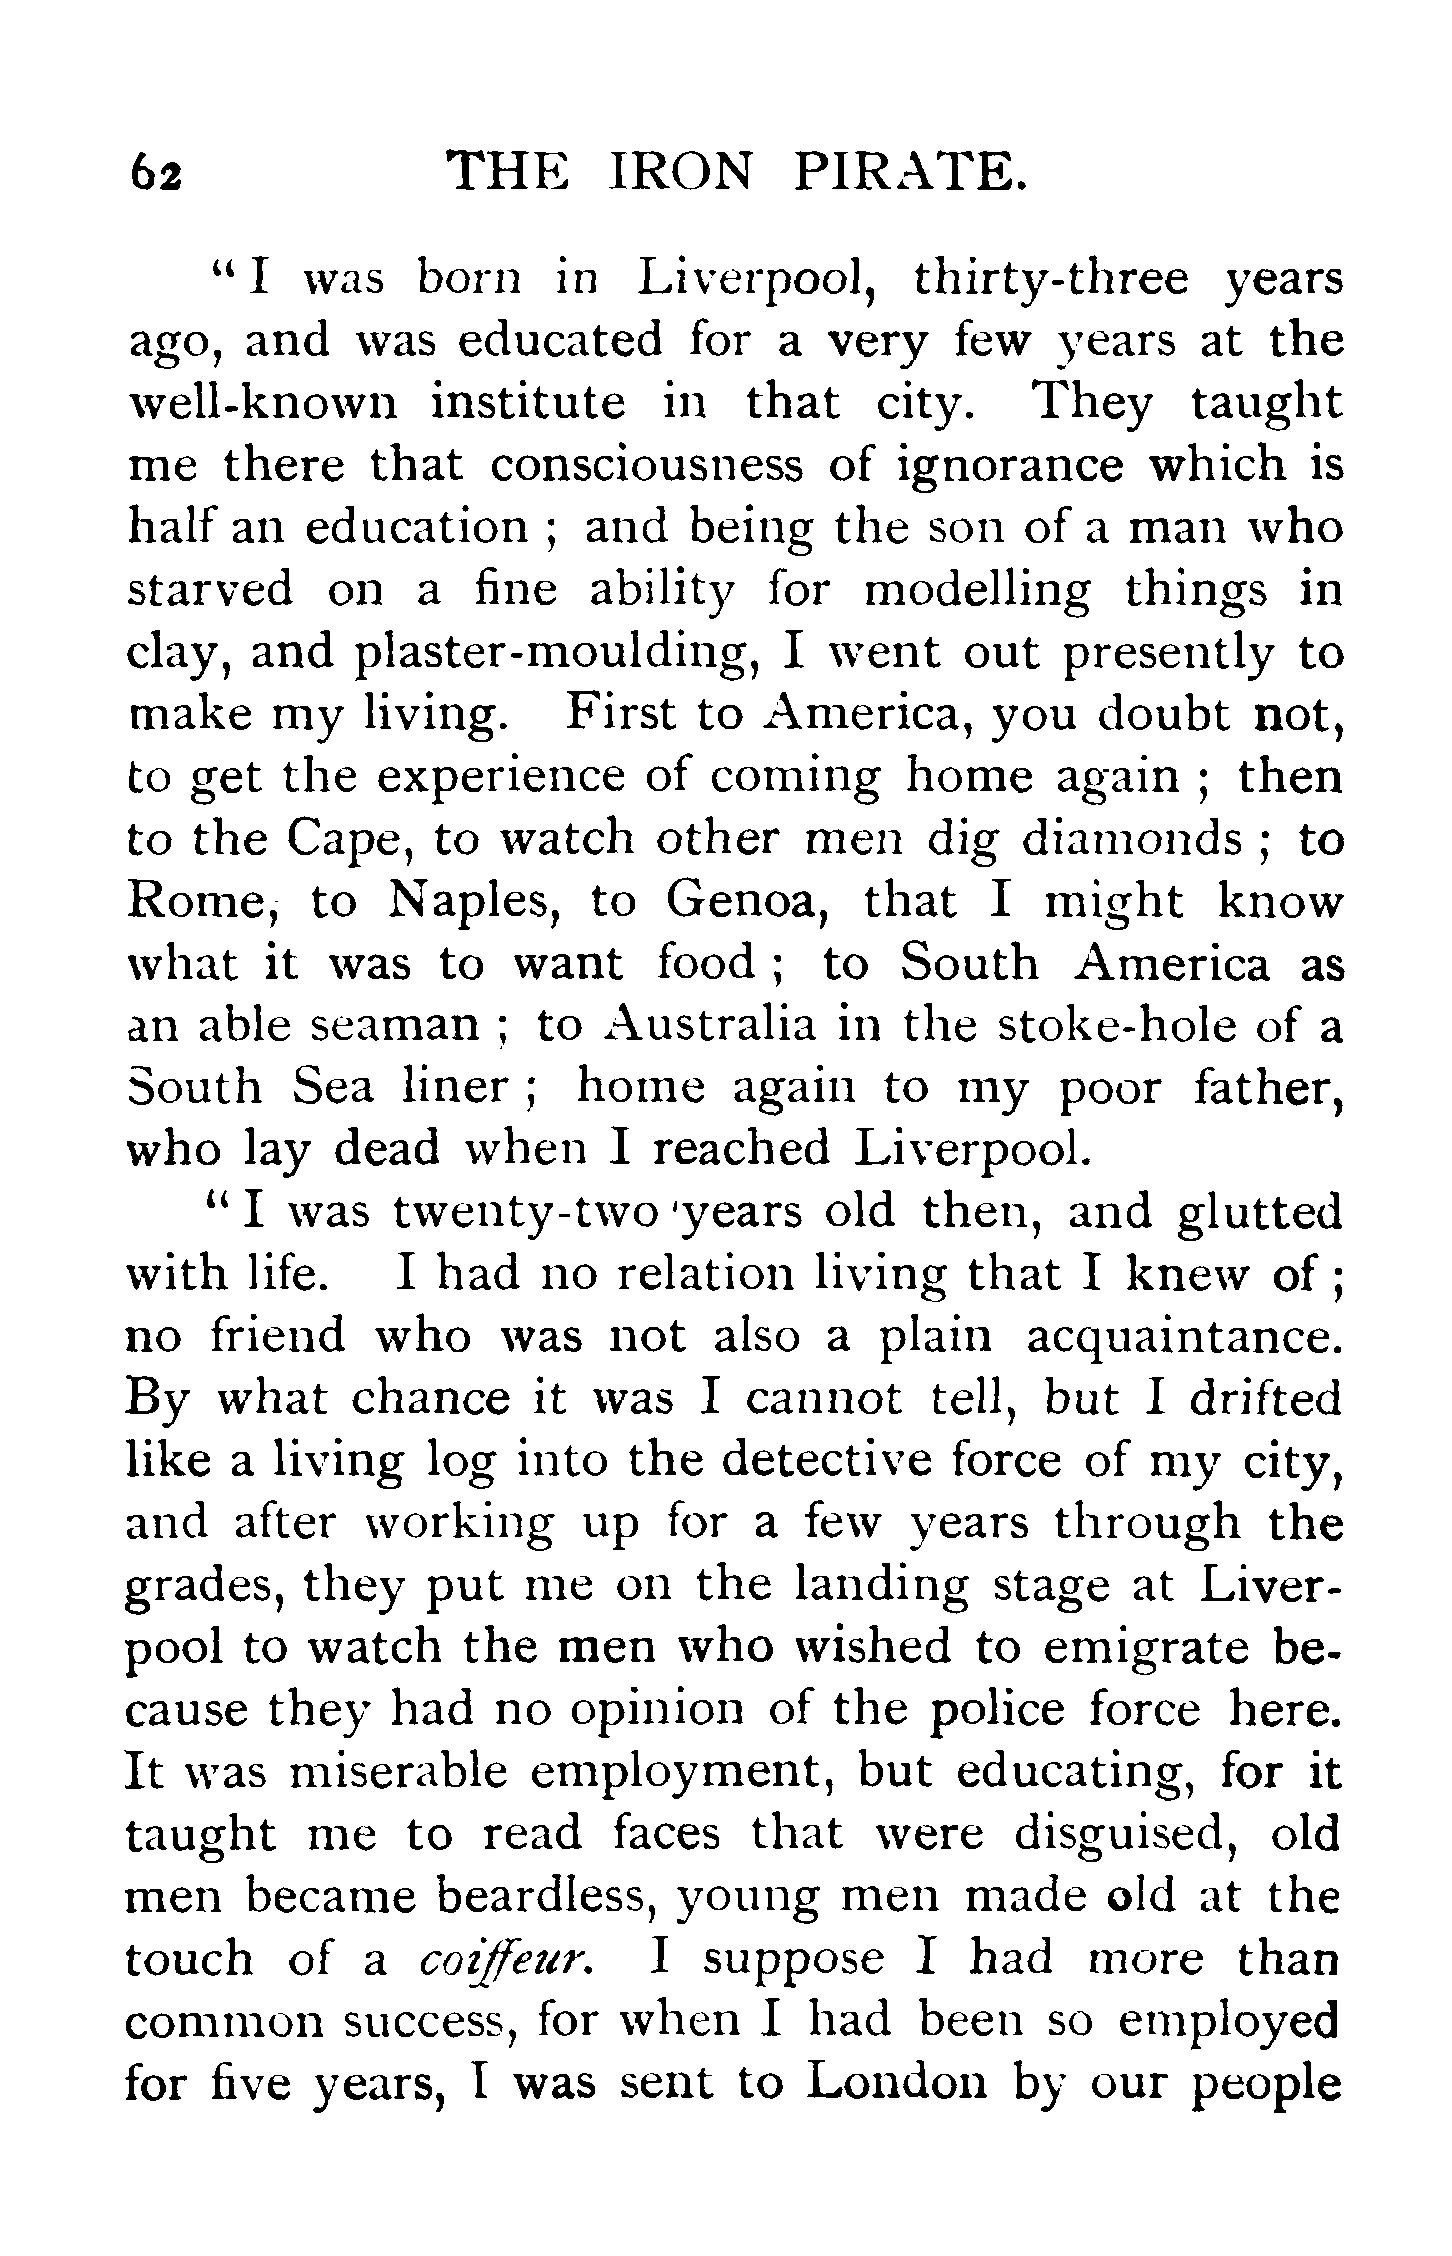 62 THE IRON PIRATE.
“ I was born in Liverpool, thirty-three years
ago, and was educated for a very few years at the
well-known institute in that city. They taught
me there that consciousness of ignorance which is
half an education ; and being the son of a man who
starved on a fine ability for modelling things in
clay, and plaster-moulding, I went out presently to
make my living. First to America, you doubt not,
to get the experience of coming home again ; then
to the Cape, to watch other men dig diamonds ; to
Rome, to Naples, to Genoa, that I might know
what it was to want food ; to South America as
an able seaman ; to Australia in the stoke-hole of a
South Sea liner ; home again to my poor father,
who lay dead when I reached Liverpool.
“ I was twenty-two years old then, and glutted
with life. I had no relation living that I knew of ;
no friend who was not also a plain acquaintance.
By what chance it was I cannot tell, but I drifted
like a living log into the detective force of my city,
and after working up for a few years through the
grades, they put me on the landing stage at Liver-
pool to watch the men who wished to emigrate be-
cause they had no opinion of the police force here.
It was miserable employment, but educating, for it
taught me to read faces that were disguised, old
men became beardless, young men made old at the
touch of a coiffeur. I suppose I had more than
common success, for when I had been so employed
for five years, I was sent to London by our people